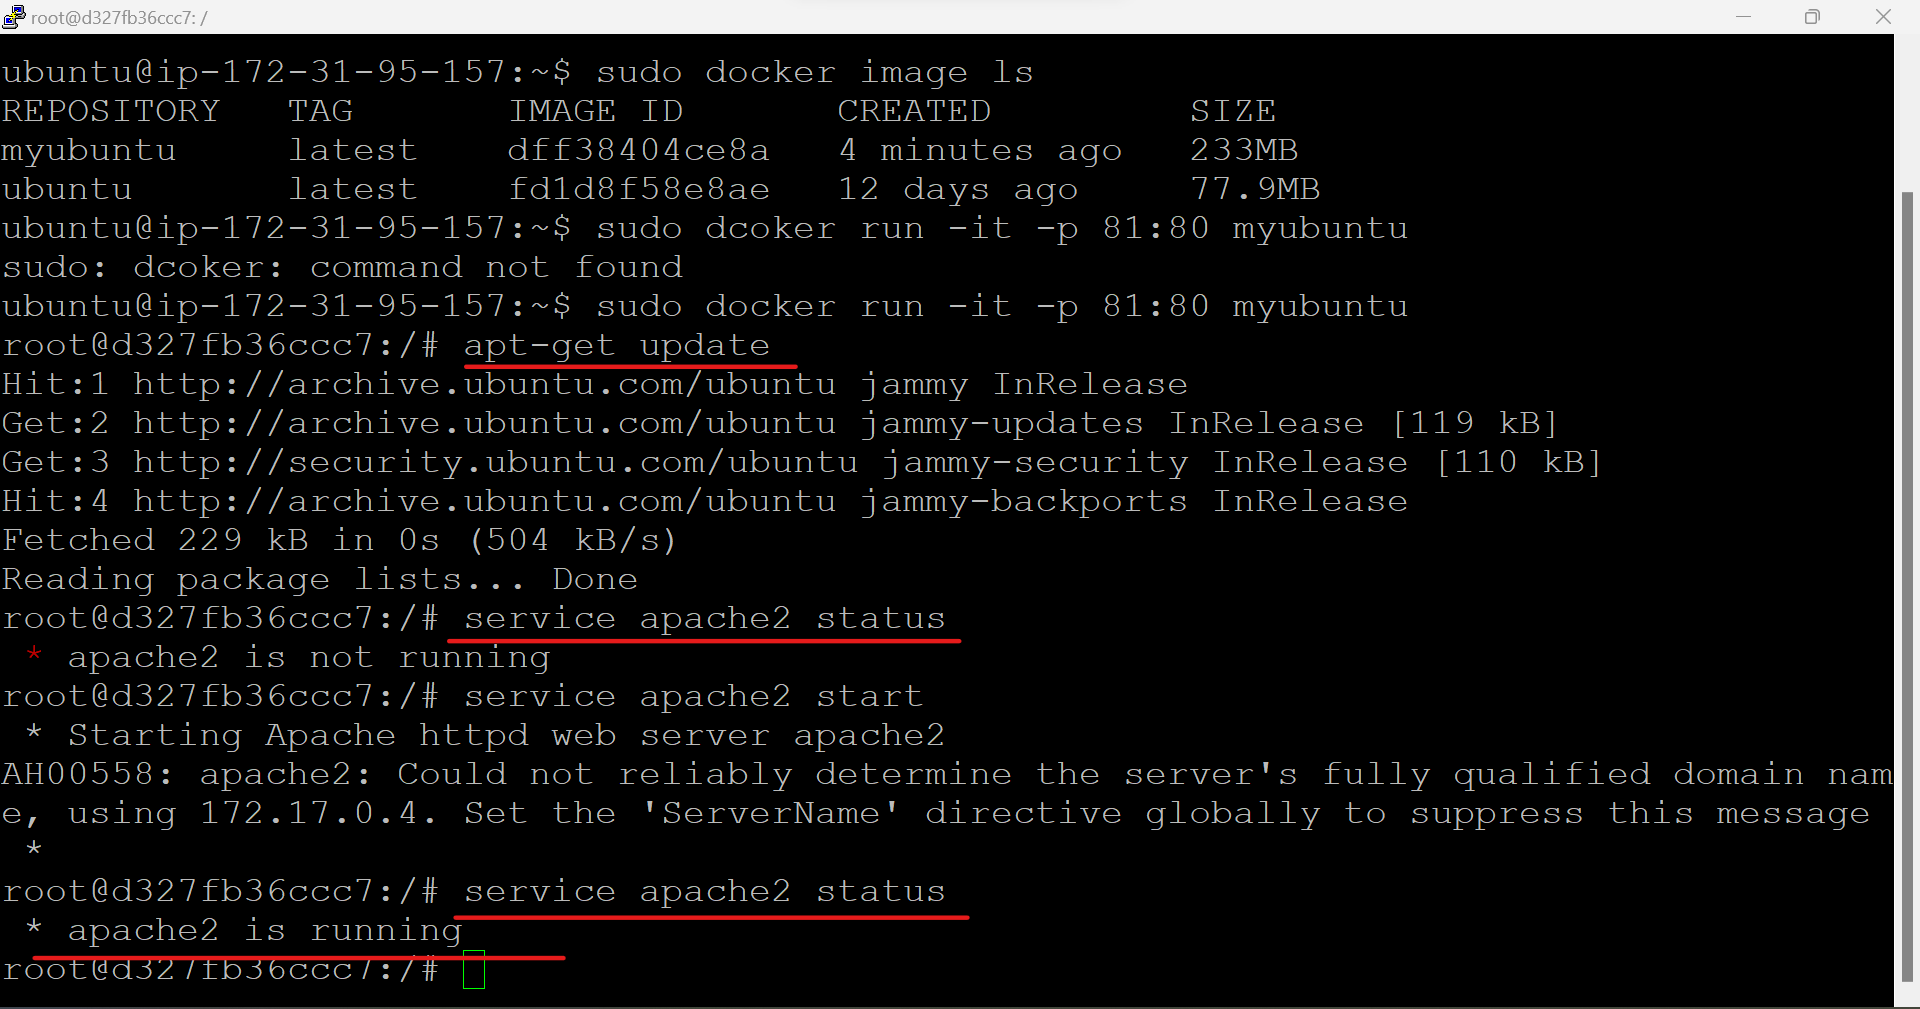 root@d327fb36ccc7: /
ubuntu@ip-172-31-95-157:~$ sudo docker image ls
REPOSITORY   TAG       IMAGE ID       CREATED         SIZE
myubuntu     latest    dff38404ce8a   4 minutes ago   233MB
ubuntu       latest    fd1d8f58e8ae   12 days ago     77.9MB
ubuntu@ip-172-31-95-157:~$ sudo dcoker run -it -p 81:80 myubuntu
sudo: dcoker: command not found
ubuntu@ip-172-31-95-157:~$ sudo docker run -it -p 81:80 myubuntu
root@d327fb36ccc7:/# apt-get update
Hit:1 http://archive.ubuntu.com/ubuntu jammy InRelease
Get:2 http://archive.ubuntu.com/ubuntu jammy-updates InRelease [119 kB]
Get:3 http://security.ubuntu.com/ubuntu jammy-security InRelease [110 kB]
Hit:4 http://archive.ubuntu.com/ubuntu jammy-backports InRelease
Fetched 229 kB in 0s (504 kB/s)
Reading package lists... Done
root@d327fb36ccc7:/# service apache2 status
 * apache2 is not running
root@d327fb36ccc7:/# service apache2 start
 * Starting Apache httpd web server apache2
AH00558: apache2: Could not reliably determine the server's fully qualified domain nam
e, using 172.17.0.4. Set the 'ServerName' directive globally to suppress this message
 *
root@d327fb36ccc7:/# service apache2 status
 * apache2 is running
root@d327fb36ccc7:/#